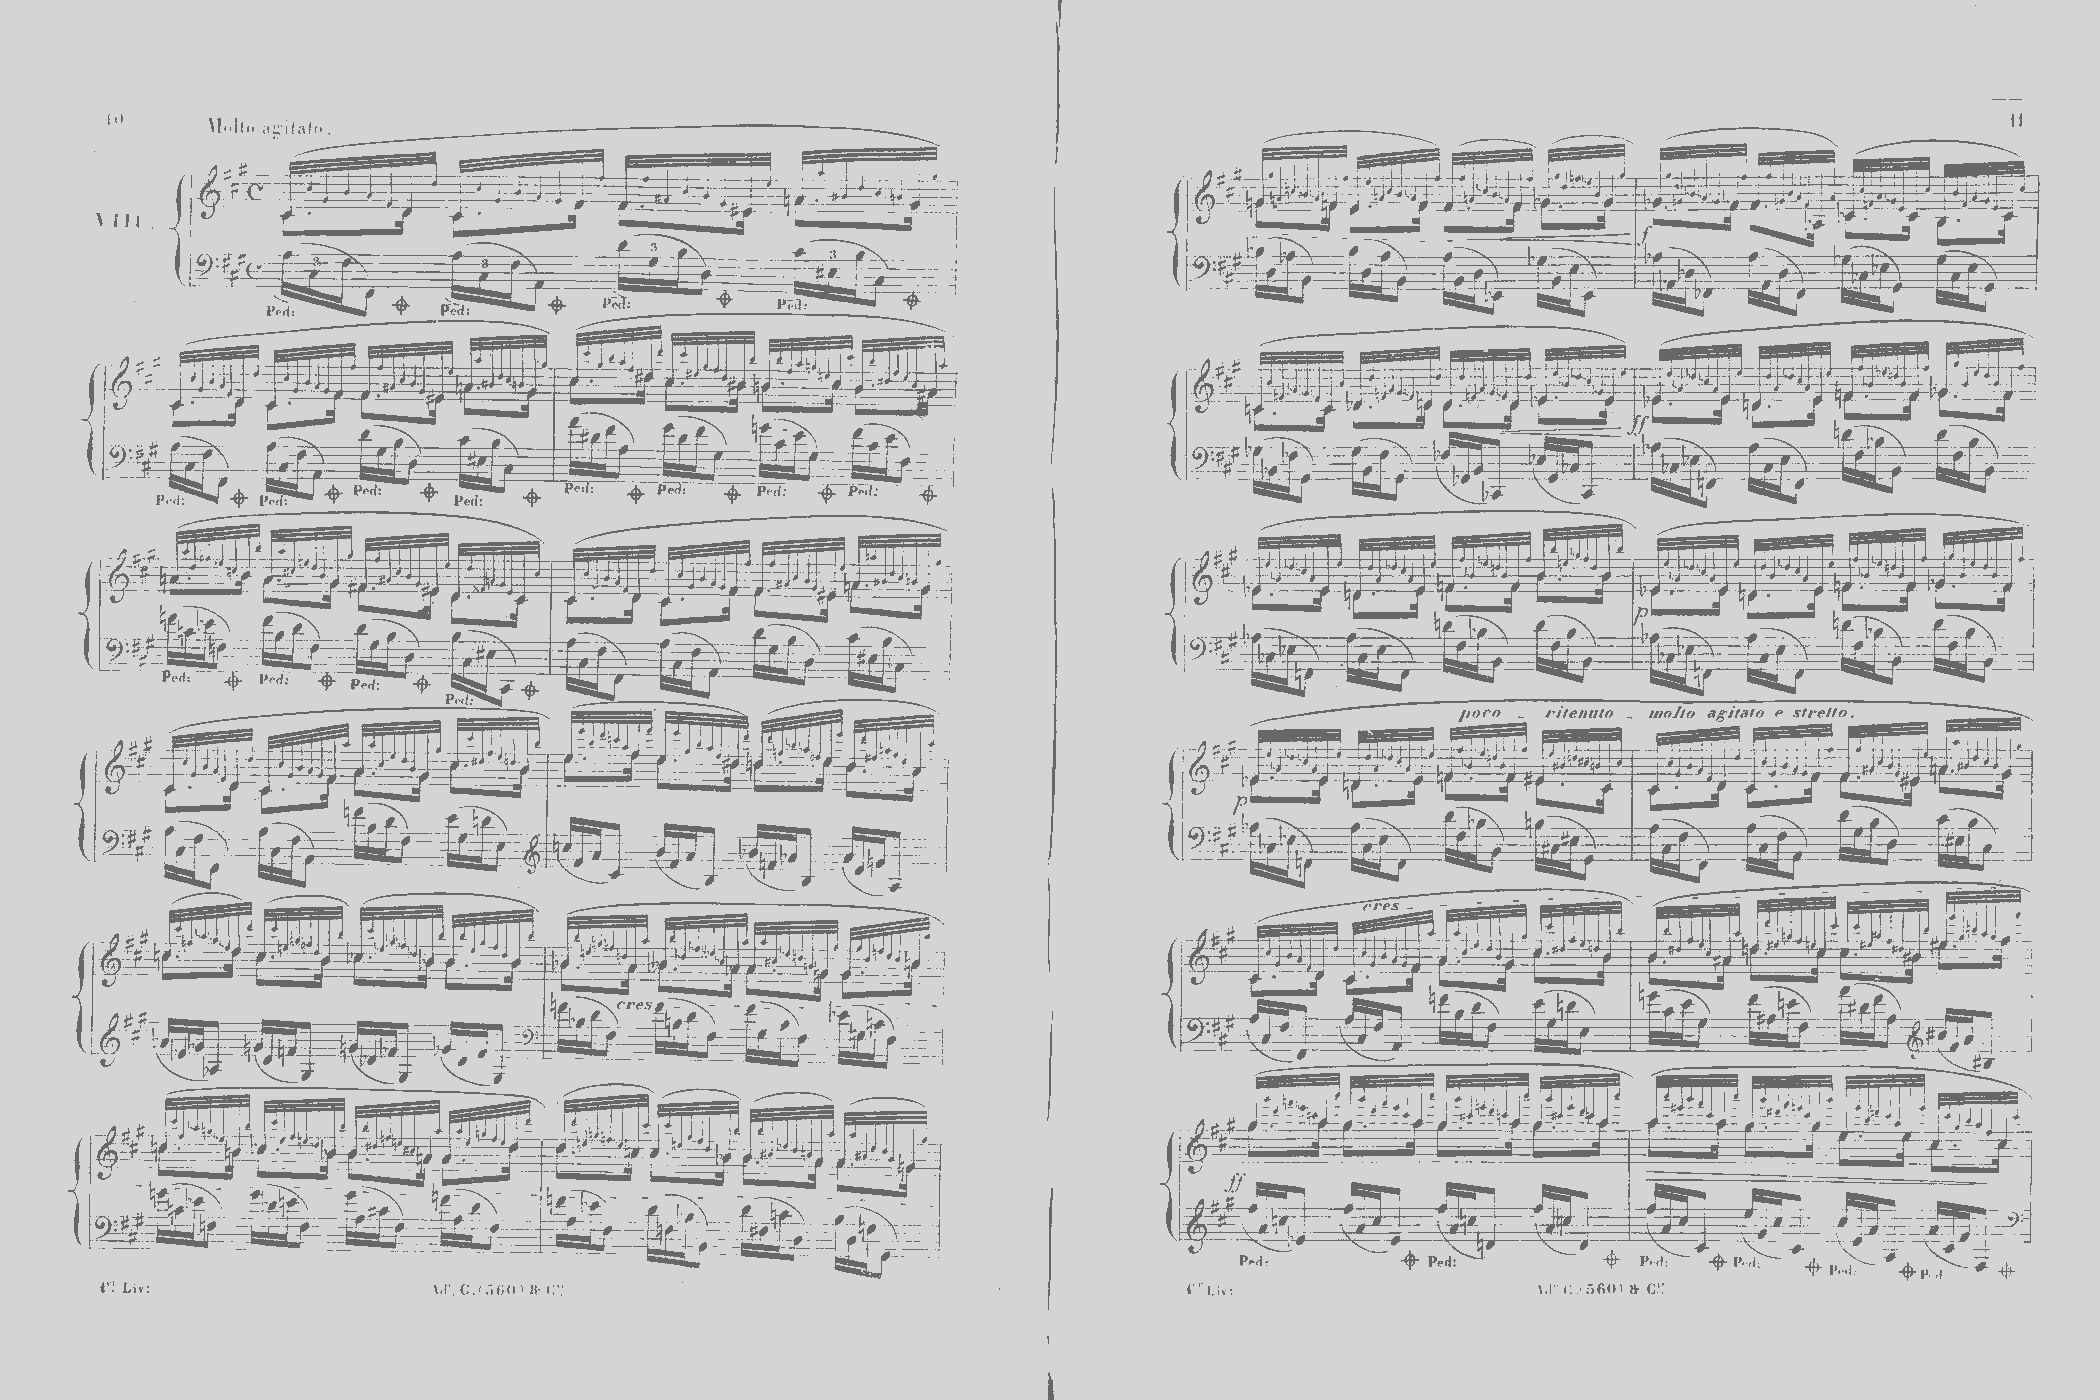 10
Molto agitato.
VIII.
3 3 3 3
Ped: Ped: Ped: Ped:
Ped: Ped: Ped: Ped: Ped: Ped: Ped: Ped:
Ped: Ped: Ped: Ped:
cres
1er Liv:
Ad. C. (560) & Cie
11
f
ff
p
poco - ritenuto - molto agitato e stretto.
p
cres
ff
Ped: Ped: Ped: Ped: Ped: Ped
1er Liv:
Ad. C. (560) & Cie